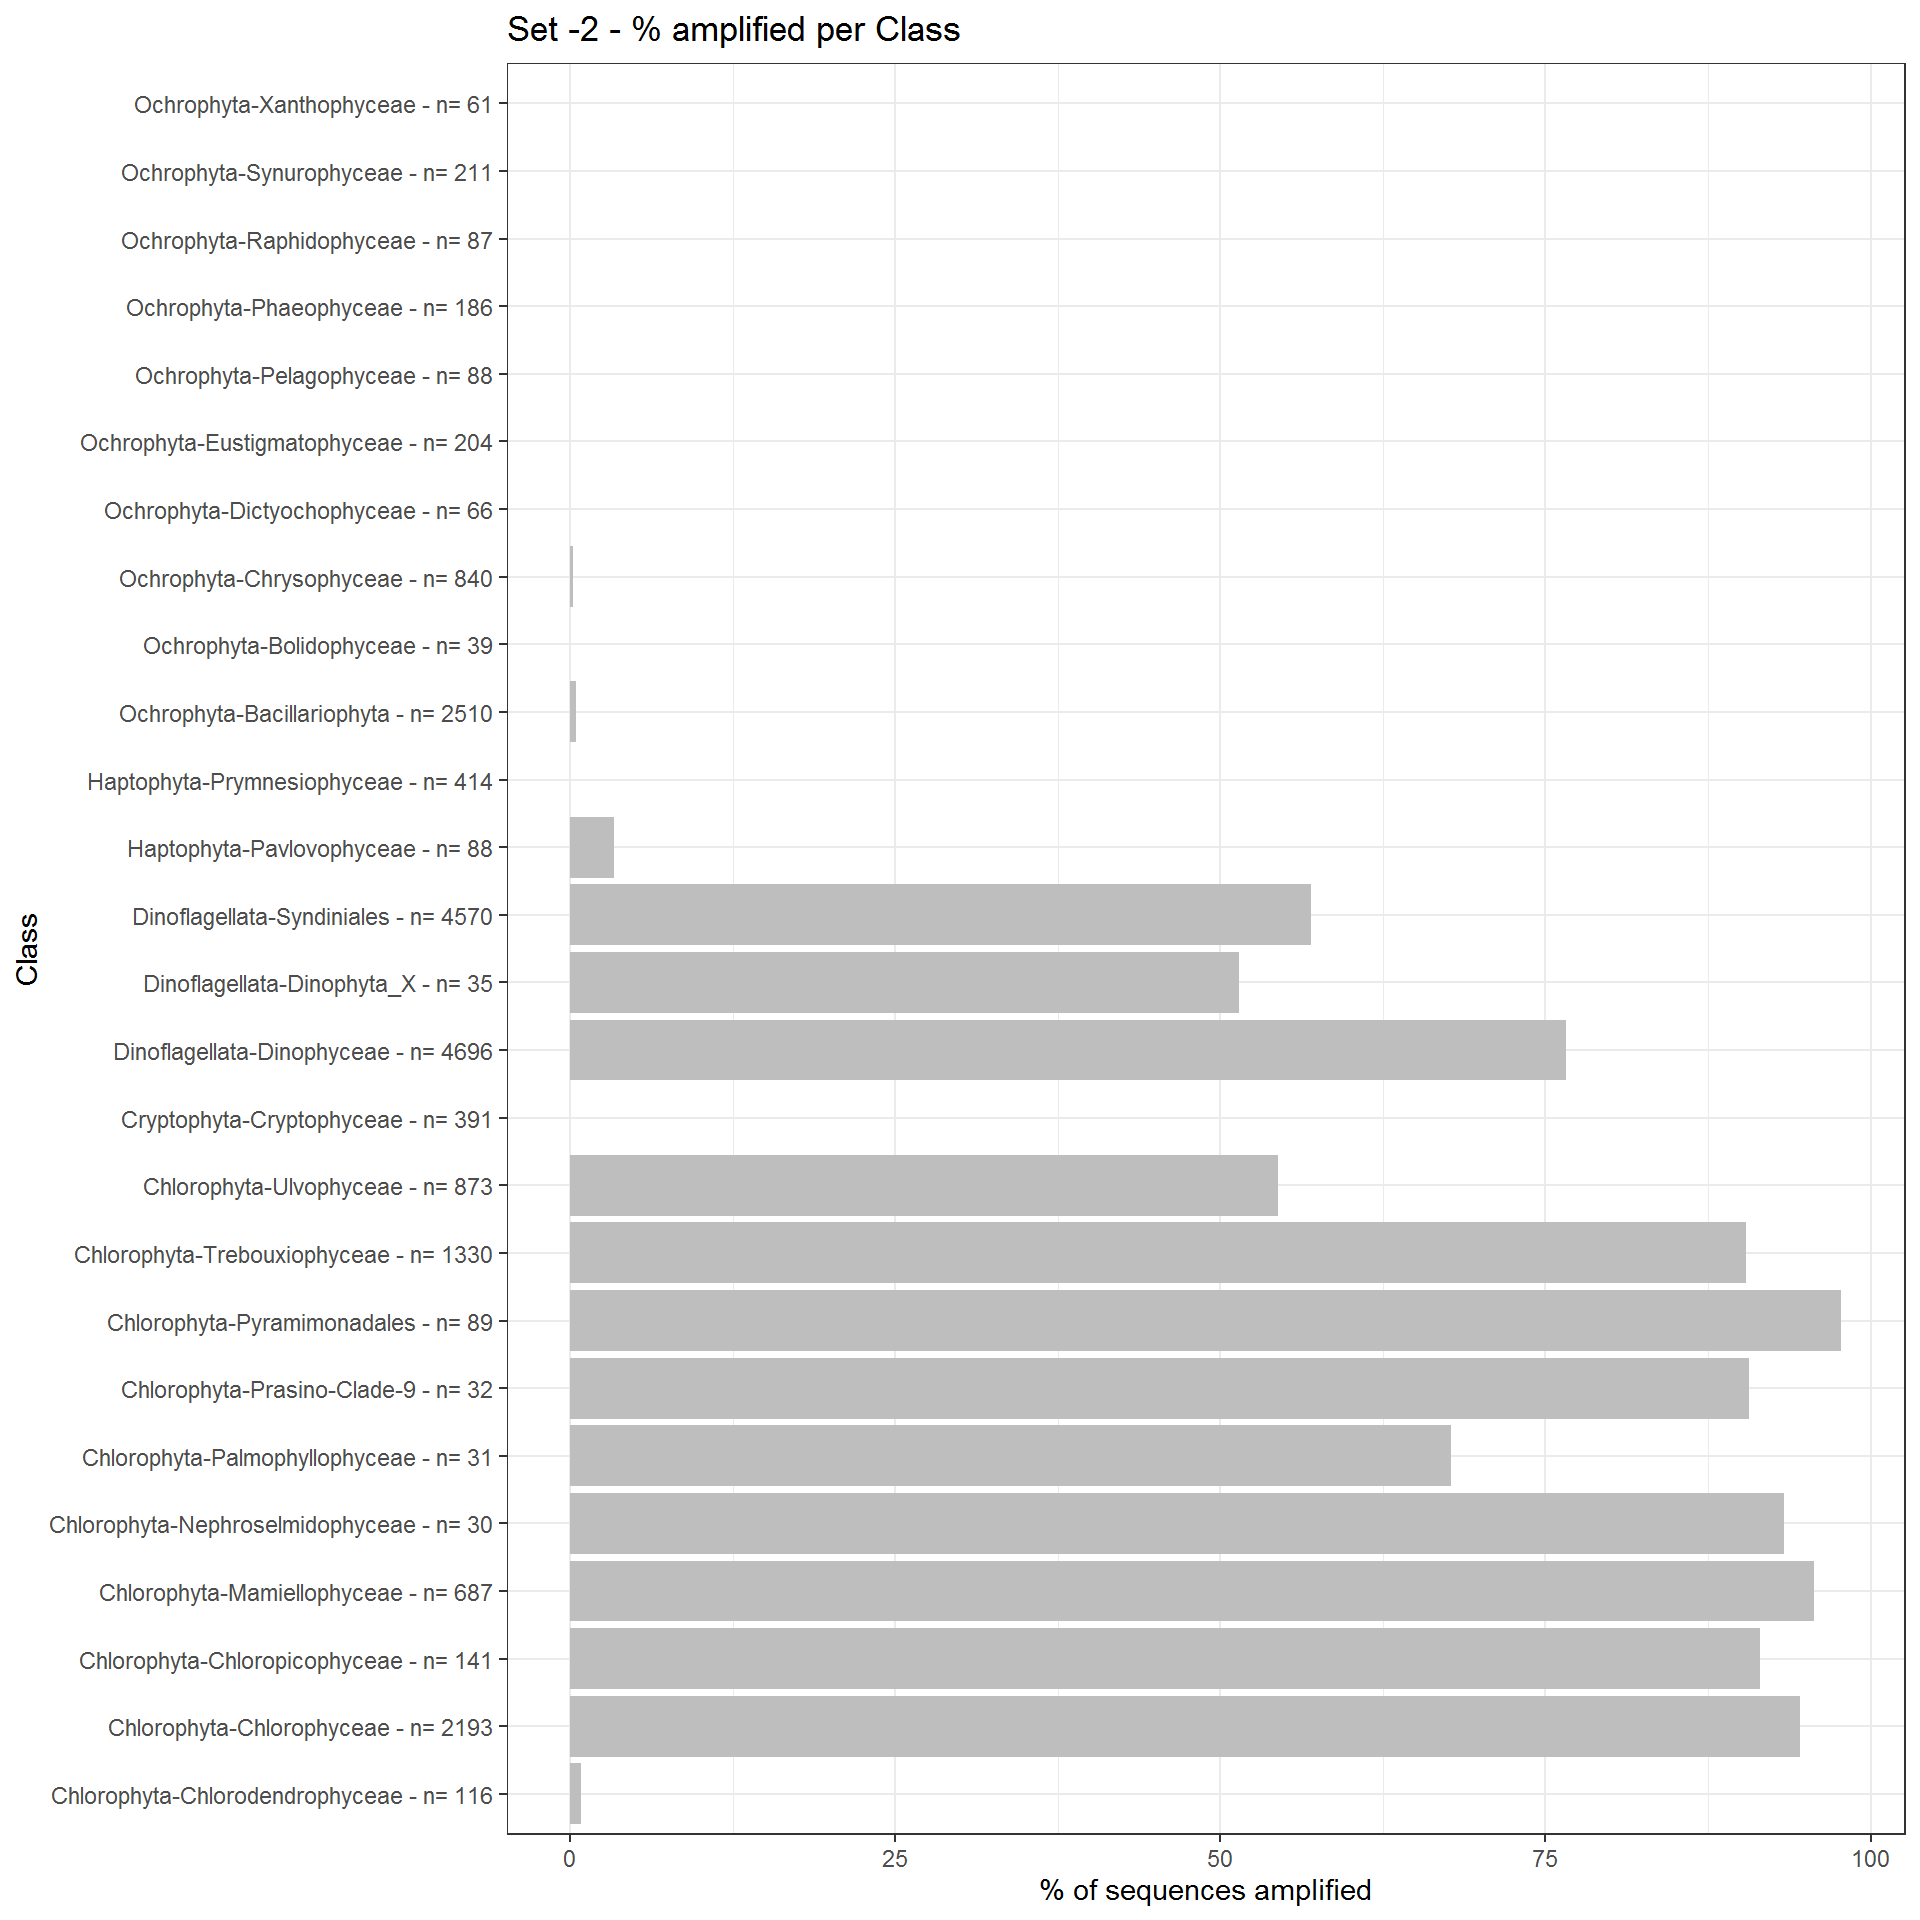 Set -2 - % amplified per Class
Ochrophyta-Xanthophyceae - n= 61
Ochrophyta-Synurophyceae - n= 211
Ochrophyta-Raphidophyceae - n= 87
Ochrophyta-Phaeophyceae - n= 186
Ochrophyta-Pelagophyceae - n= 88
Ochrophyta-Eustigmatophyceae - n= 204
Ochrophyta-Dictyochophyceae - n= 66
Ochrophyta-Chrysophyceae - n= 840
Ochrophyta-Bolidophyceae - n= 39
Ochrophyta-Bacillariophyta - n= 2510
Haptophyta-Prymnesiophyceae - n= 414
Haptophyta-Pavlovophyceae - n= 88
Dinoflagellata-Syndiniales - n= 4570
Dinoflagellata-Dinophyta_X - n= 35
Dinoflagellata-Dinophyceae - n= 4696
Cryptophyta-Cryptophyceae - n= 391
Chlorophyta-Ulvophyceae - n= 873
Chlorophyta-Trebouxiophyceae - n= 1330
Chlorophyta-Pyramimonadales - n= 89
Chlorophyta-Prasino-Clade-9 - n= 32
Chlorophyta-Palmophyllophyceae - n= 31
Chlorophyta-Nephroselmidophyceae - n= 30
Chlorophyta-Mamiellophyceae - n= 687
Chlorophyta-Chloropicophyceae - n= 141
Chlorophyta-Chlorophyceae - n= 2193
Chlorophyta-Chlorodendrophyceae - n= 116
Class
0 25 50 75 100
% of sequences amplified